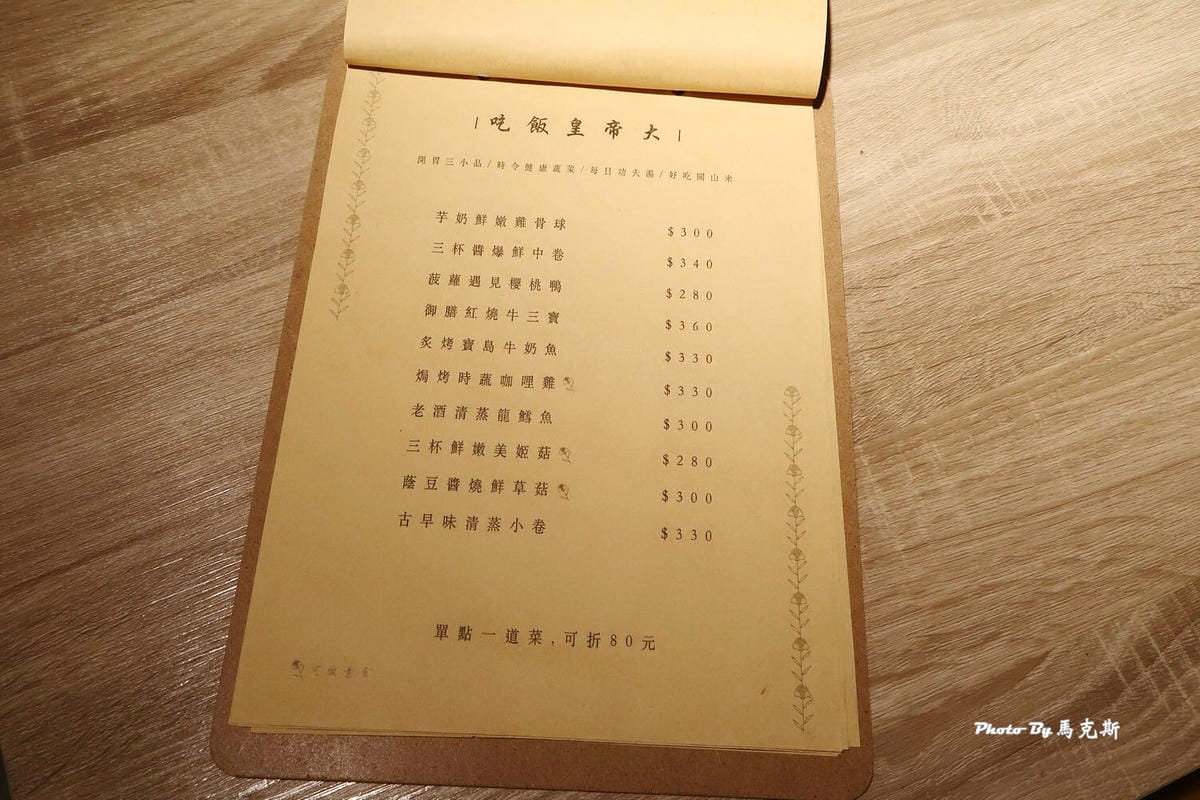 |吃飯皇帝大|
開胃三小品/時令健康蔬菜/每日功夫湯/好吃關山米
芋奶鮮嫩雞骨球 $300
三杯醬爆鮮中卷 $340
菠蘿遇見櫻桃鴨 $280
御膳紅燒牛三寶 $360
炙烤寶島牛奶魚 $330
焗烤時蔬咖哩雞 $330
老酒清蒸龍鱈魚 $300
三杯鮮嫩美姬菇 $280
蔭豆醬燒鮮草菇 $300
古早味清蒸小卷 $330
單點一道菜,可折80元
可做素食
Photo By 馬克斯